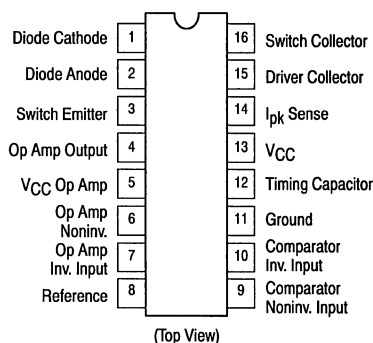 Diode Cathode 1
Diode Anode 2
Switch Emitter 3
Op Amp Output 4
VCC Op Amp 5
Op Amp
Noninv. 6
Op Amp
Inv. Input 7
Reference 8
16 Switch Collector
15 Driver Collector
14 Ipk Sense
13 VCC
12 Timing Capacitor
11 Ground
10 Comparator
Inv. Input
9 Comparator
Noninv. Input
(Top View)